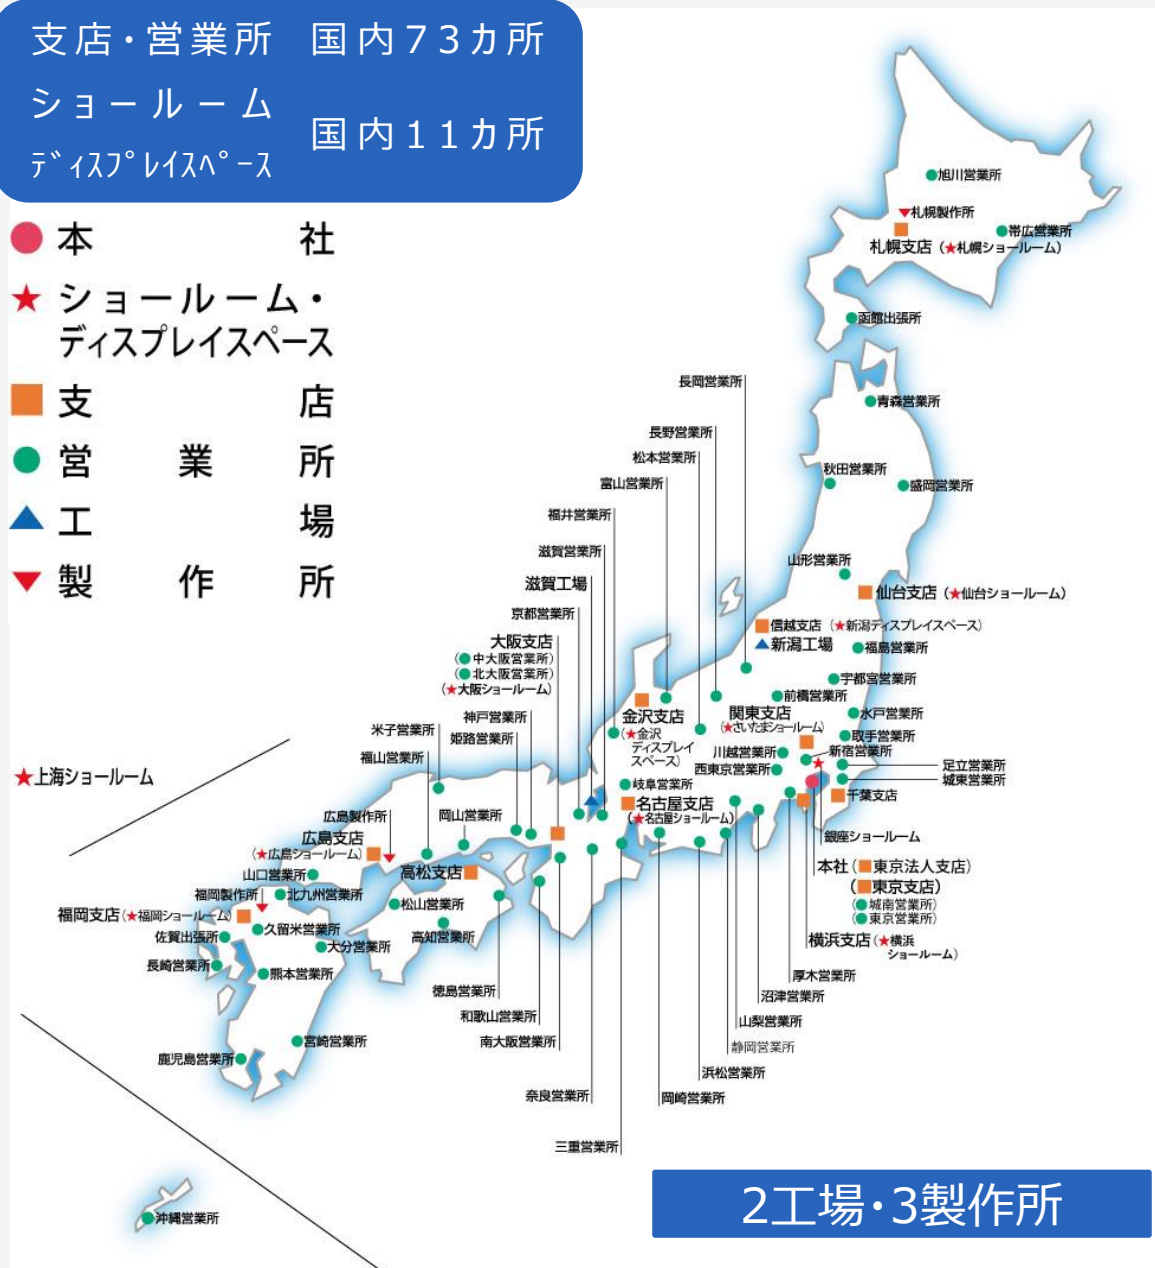 支店・営業所 国内73カ所
ショールーム
ディスプレイスペース
国内11カ所
本社
ショールーム・
ディスプレイスペース
支店
営業所
工場
製作所
旭川営業所
札幌製作所
帯広営業所
札幌支店（★札幌ショールーム）
函館出張所
長岡営業所
青森営業所
長野営業所
松本営業所
秋田営業所
富山営業所
盛岡営業所
福井営業所
滋賀営業所
山形営業所
滋賀工場
仙台支店（★仙台ショールーム）
京都営業所
信越支店（★新潟ディスプレイスペース）
大阪支店
新潟工場
福島営業所
（●中大阪営業所）
（●北大阪営業所）
（★大阪ショールーム）
宇都宮営業所
前橋営業所
金沢支店
関東支店
水戸営業所
神戸営業所
（★金沢
ディスプレイ
スペース）
（★さいたまショールーム）
米子営業所
姫路営業所
取手営業所
新宿営業所
川越営業所
福山営業所
足立営業所
西東京営業所
★上海ショールーム
城東営業所
岐阜営業所
千葉支店
名古屋支店
（★名古屋ショールーム）
広島製作所
岡山営業所
銀座ショールーム
広島支店
（★広島ショールーム）
本社（■東京法人支店）
（■東京支店）
（●城南営業所）
（●東京営業所）
高松支店
山口営業所
福岡製作所
北九州営業所
松山営業所
福岡支店（★福岡ショールーム）
久留米営業所
佐賀出張所
高知営業所
大分営業所
横浜支店（★横浜
ショールーム）
長崎営業所
熊本営業所
厚木営業所
徳島営業所
沼津営業所
和歌山営業所
山梨営業所
南大阪営業所
静岡営業所
宮崎営業所
鹿児島営業所
浜松営業所
奈良営業所
岡崎営業所
三重営業所
2工場・3製作所
沖縄営業所